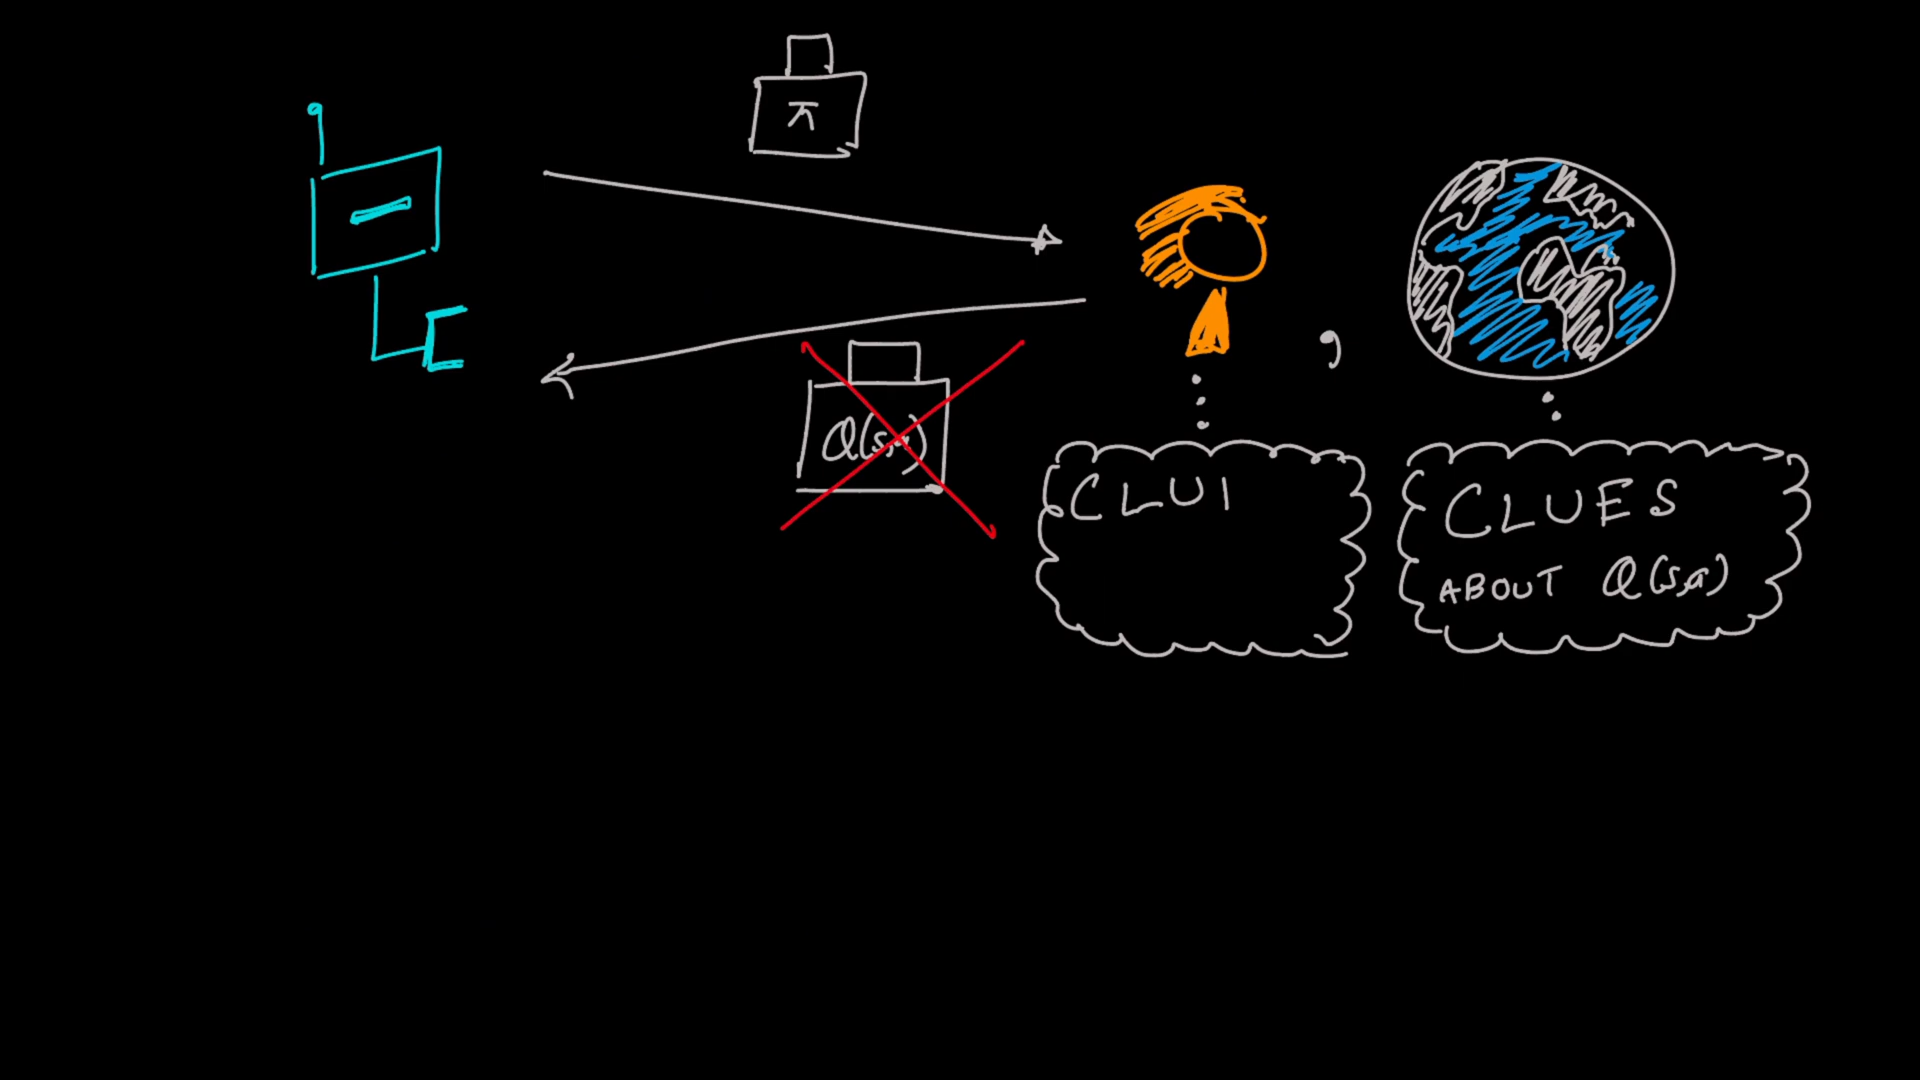 π
Q(s,a)
CLUI
CLUES
ABOUT Q(s,a)